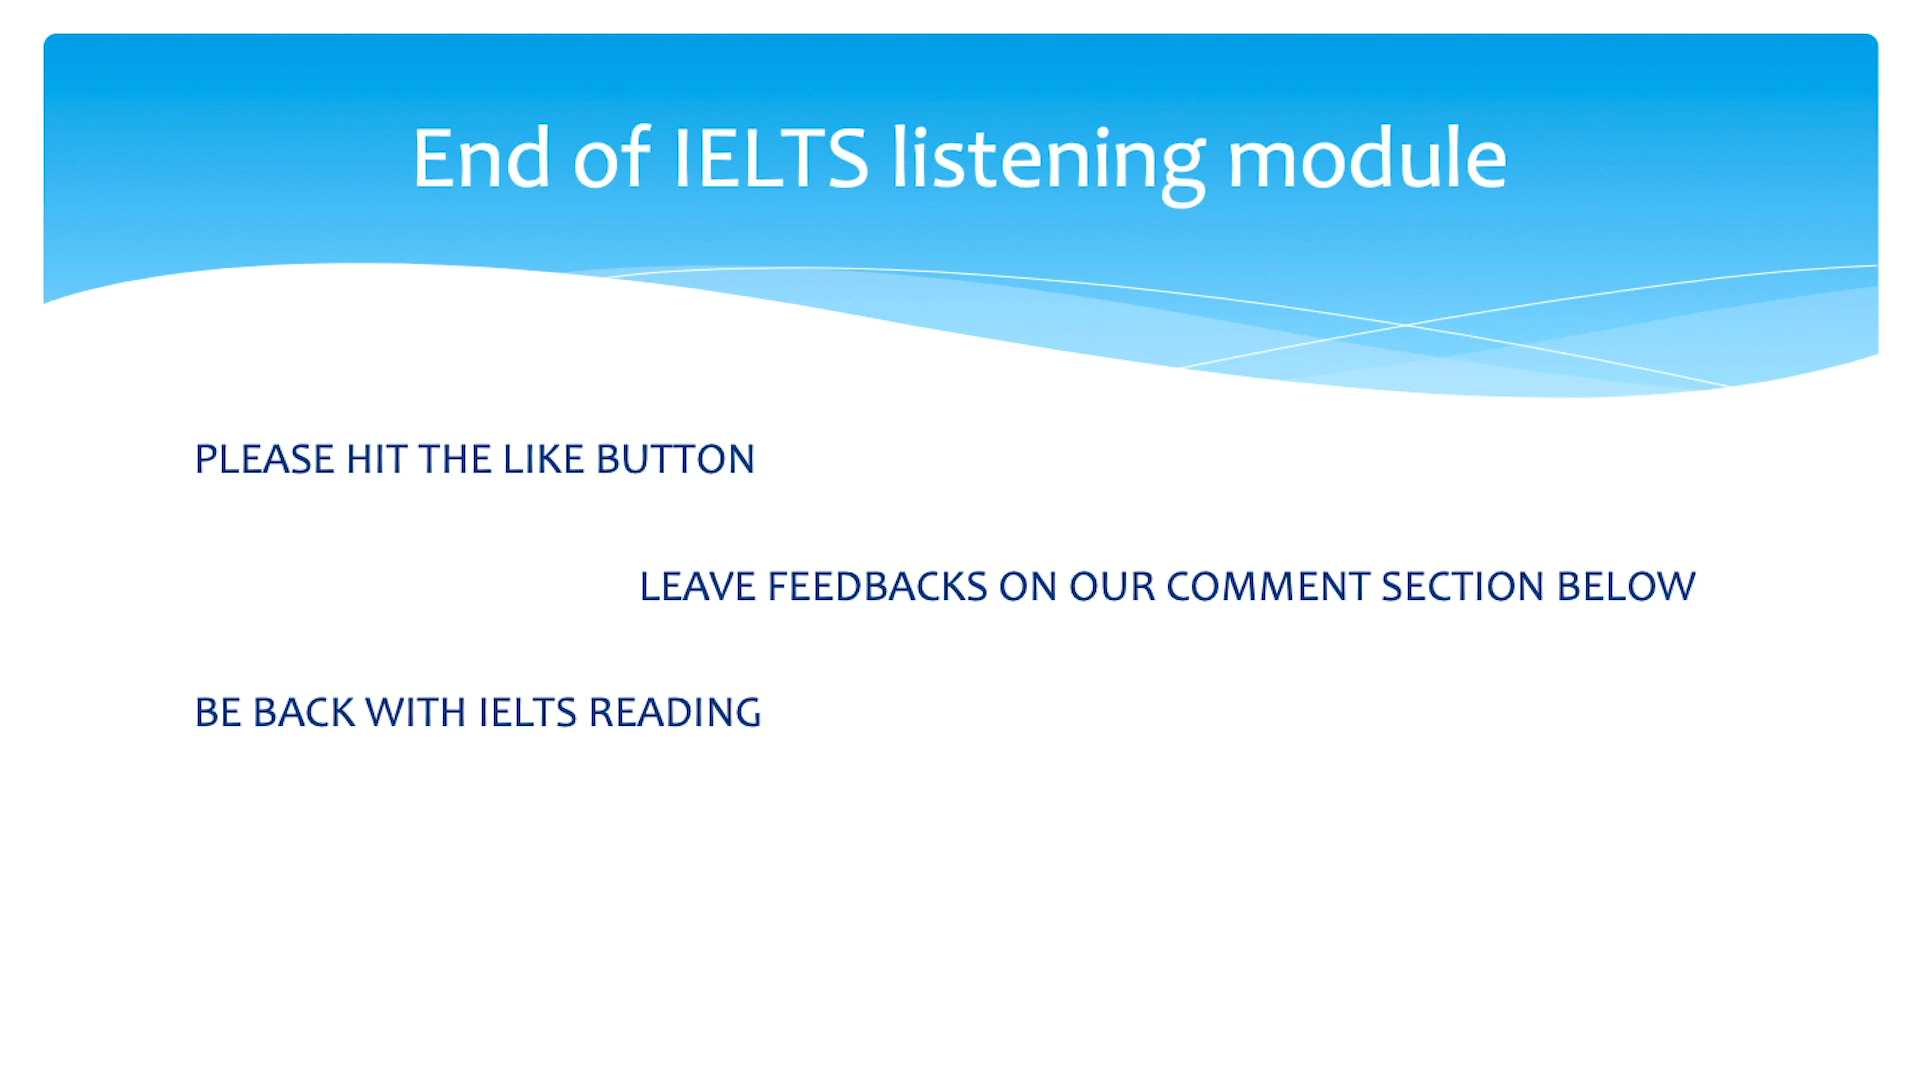 End of IELTS listening module
PLEASE HIT THE LIKE BUTTON
LEAVE FEEDBACKS ON OUR COMMENT SECTION BELOW
BE BACK WITH IELTS READING